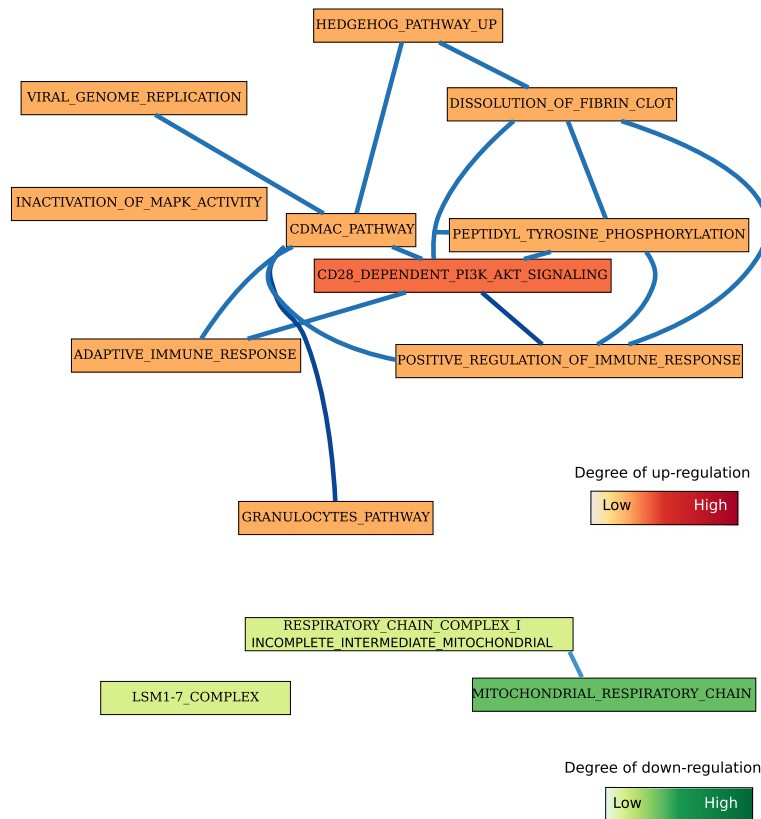 HEDGEHOG_PATHWAY_UP
VIRAL_GENOME_REPLICATION
DISSOLUTION_OF_FIBRIN_CLOT
INACTIVATION_OF_MAPK_ACTIVITY
CDMAC_PATHWAY
PEPTIDYL_TYROSINE_PHOSPHORYLATION
CD28_DEPENDENT_PI3K_AKT_SIGNALING
ADAPTIVE_IMMUNE_RESPONSE
POSITIVE_REGULATION_OF_IMMUNE_RESPONSE
Degree of up-regulation
Low High
GRANULOCYTES_PATHWAY
RESPIRATORY_CHAIN_COMPLEX_I
INCOMPLETE_INTERMEDIATE_MITOCHONDRIAL
LSM1-7_COMPLEX
MITOCHONDRIAL_RESPIRATORY_CHAIN
Degree of down-regulation
Low High